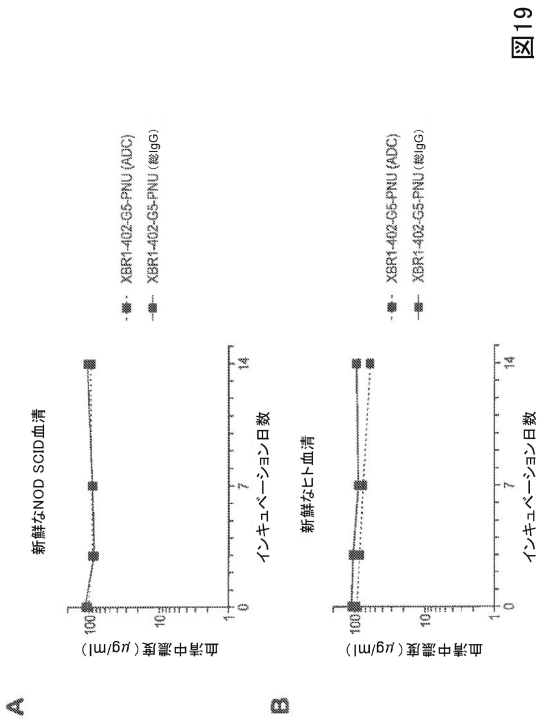 A
新鮮なNOD SCID血清
血清中濃度（μg/ml）
100
10
1
0
7
14
インキュベーション日数
XBR1-402-G5-PNU (ADC)
XBR1-402-G5-PNU (総IgG)
B
新鮮なヒト血清
血清中濃度（μg/ml）
100
10
1
0
7
14
インキュベーション日数
XBR1-402-G5-PNU (ADC)
XBR1-402-G5-PNU (総IgG)
図19